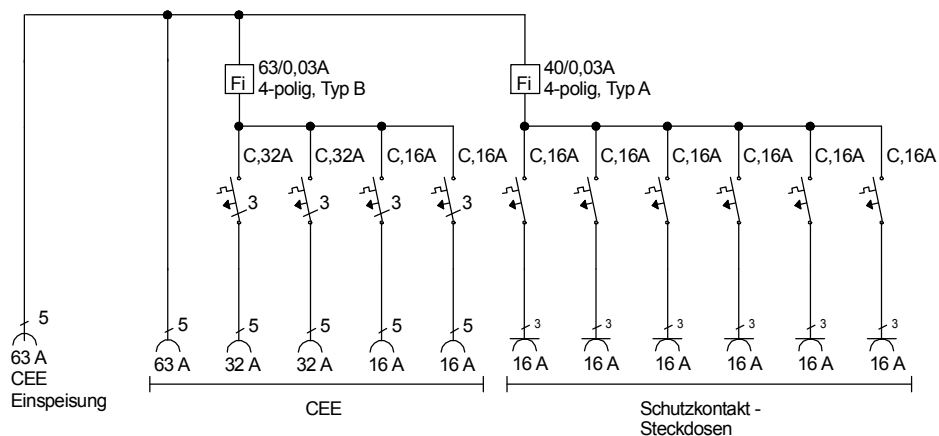 63/0,03A
4-polig, Typ B
Fi
40/0,03A
4-polig, Typ A
Fi
C,32A C,32A C,16A C,16A C,16A C,16A C,16A C,16A C,16A C,16A
3 3 3 3
5 5 5 5 5 5 3 3 3 3 3 3
63 A 63 A 32 A 32 A 16 A 16 A 16 A 16 A 16 A 16 A 16 A 16 A
CEE
Einspeisung
CEE
Schutzkontakt -
Steckdosen